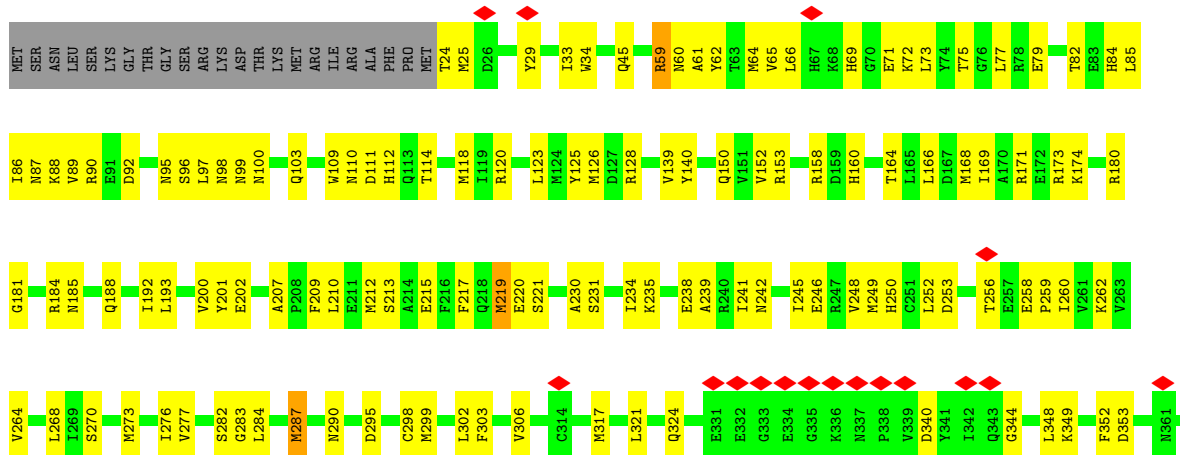 MET SER ASN LEU SER LYS GLY THR GLY SER ARG LYS ASP THR LYS MET ARG ILE ARG ALA PHE PRO MET T24 M25 D26 Y29 I33 W34 Q45 R59 N60 A61 Y62 T63 M64 V65 L66 H67 K68 H69 G70 E71 K72 L73 Y74 T75 G76 L77 R78 E79 T82 E83 H84 L85
I86 N87 K88 V89 R90 E91 D92 N95 S96 L97 N98 N99 N100 Q103 W109 N110 D111 H112 Q113 T114 M118 I119 R120 L123 M124 Y125 M126 D127 R128 V139 Y140 Q150 V151 V152 R153 R158 D159 H160 T164 L165 L166 D167 M168 I169 A170 R171 E172 R173 K174 R180
G181 R184 N185 Q188 I192 L193 V200 Y201 E202 A207 P208 F209 L210 E211 M212 S213 A214 E215 F216 F217 Q218 M219 E220 S221 A230 S231 I234 K235 E238 A239 R240 I241 N242 I245 E246 R247 V248 M249 H250 C251 L252 D253 T256 E257 E258 P259 I260 V261 K262 V263
V264 L268 I269 S270 M273 I276 V277 S282 G283 L284 M287 N290 D295 C298 M299 L302 F303 V306 C314 M317 L321 Q324 E331 E332 G333 E334 G335 K336 N337 P338 V339 D340 Y341 I342 Q343 G344 L348 K349 F352 D353 N361